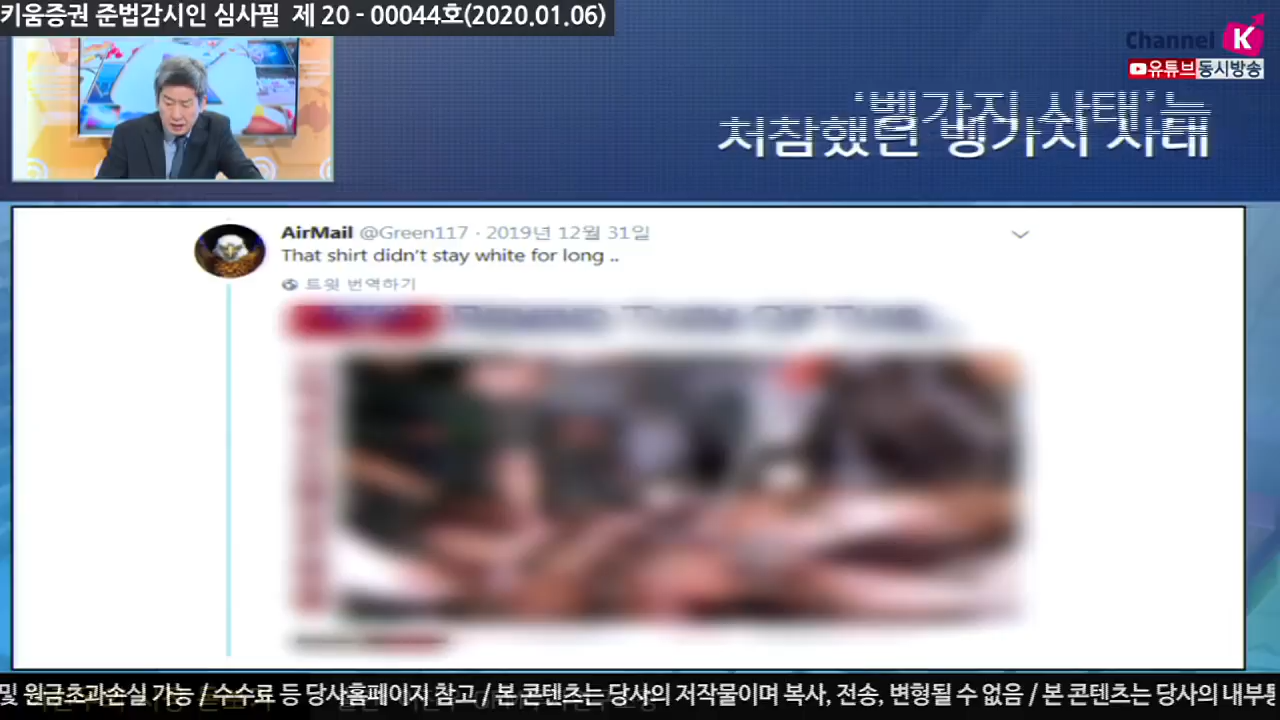 키움증권 준법감시인 심사필 제 20 - 00044호(2020.01.06)
Channel K
유튜브동시방송
'벵가지 사태'는
처참했던 벵가지 사태
AirMail @Green117 · 2019년 12월 31일
That shirt didn't stay white for long ..
트윗 번역하기
및 원금초과손실 가능 / 수수료 등 당사홈페이지 참고 / 본 콘텐츠는 당사의 저작물이며 복사, 전송, 변형될 수 없음 / 본 콘텐츠는 당사의 내부통